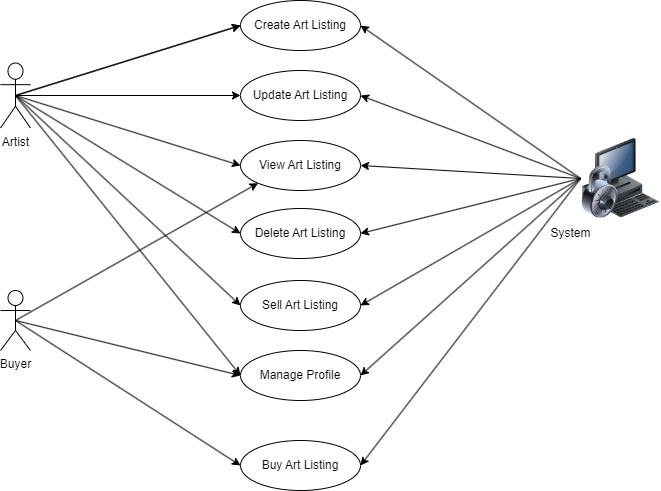 Create Art Listing
Update Art Listing
Artist
View Art Listing
Delete Art Listing
System
Sell Art Listing
Buyer
Manage Profile
Buy Art Listing